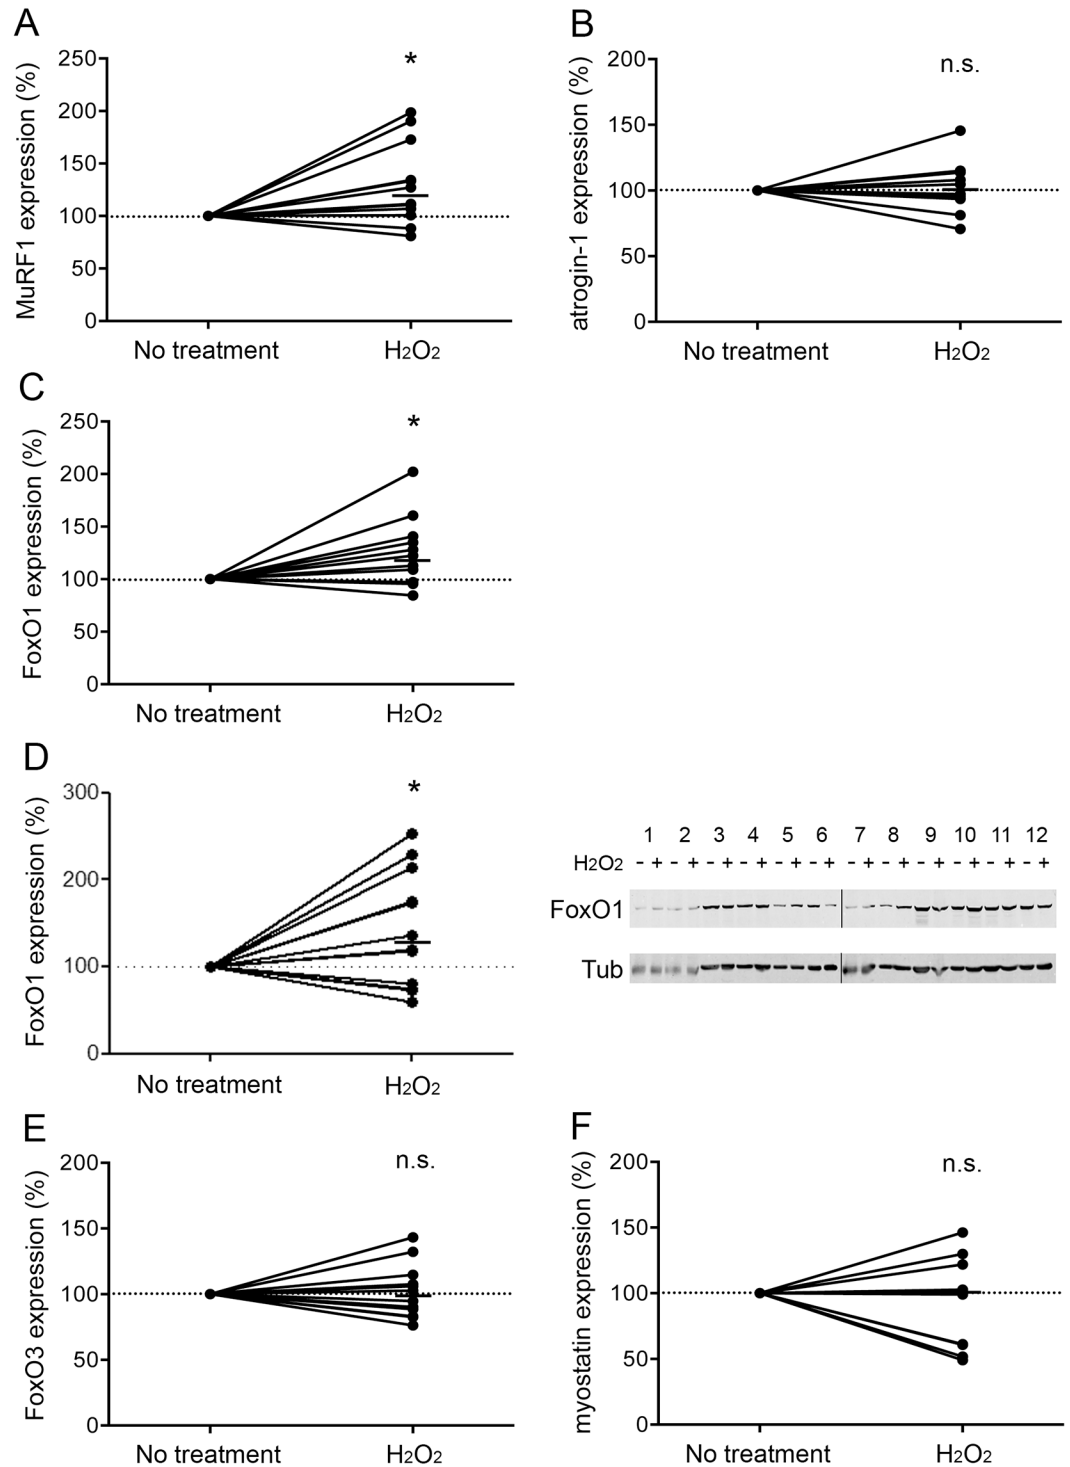 A
MuRF1 expression (%)
250
200
150
100
50
0
*
No treatment
H2O2
B
atrogin-1 expression (%)
200
150
100
50
0
n.s.
No treatment
H2O2
C
FoxO1 expression (%)
250
200
150
100
50
0
*
No treatment
H2O2
D
FoxO1 expression (%)
300
200
100
0
*
No treatment
H2O2
1 2 3 4 5 6 7 8 9 10 11 12
H2O2 - + - + - + - + - + - + - + - + - + - + - + - +
FoxO1
Tub
E
FoxO3 expression (%)
200
150
100
50
0
n.s.
No treatment
H2O2
F
myostatin expression (%)
200
150
100
50
0
n.s.
No treatment
H2O2